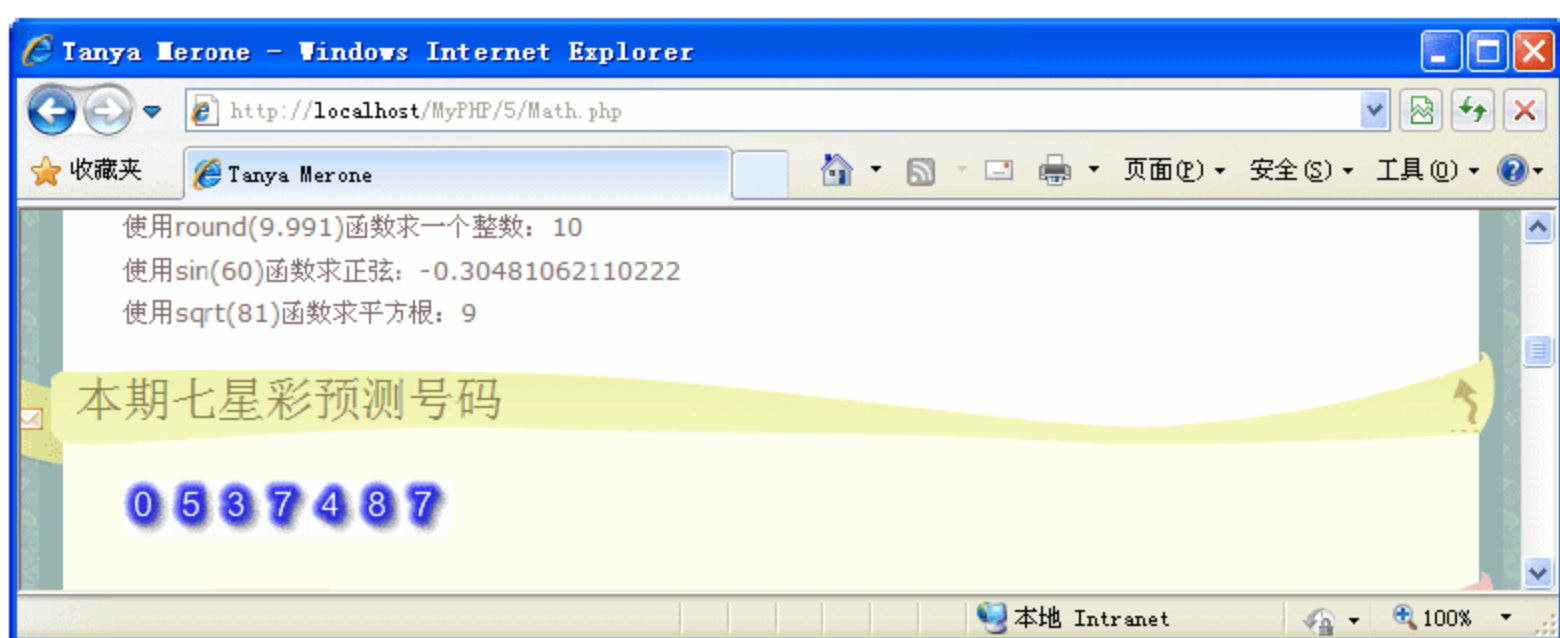 Tanya Merone - Windows Internet Explorer
http://localhost/MyPHP/5/Math.php
收藏夹 Tanya Merone 页面(P) 安全(S) 工具(O)
使用round(9.991)函数求一个整数：10
使用sin(60)函数求正弦：-0.30481062110222
使用sqrt(81)函数求平方根：9
本期七星彩预测号码
0 5 3 7 4 8 7
本地 Intranet 100%